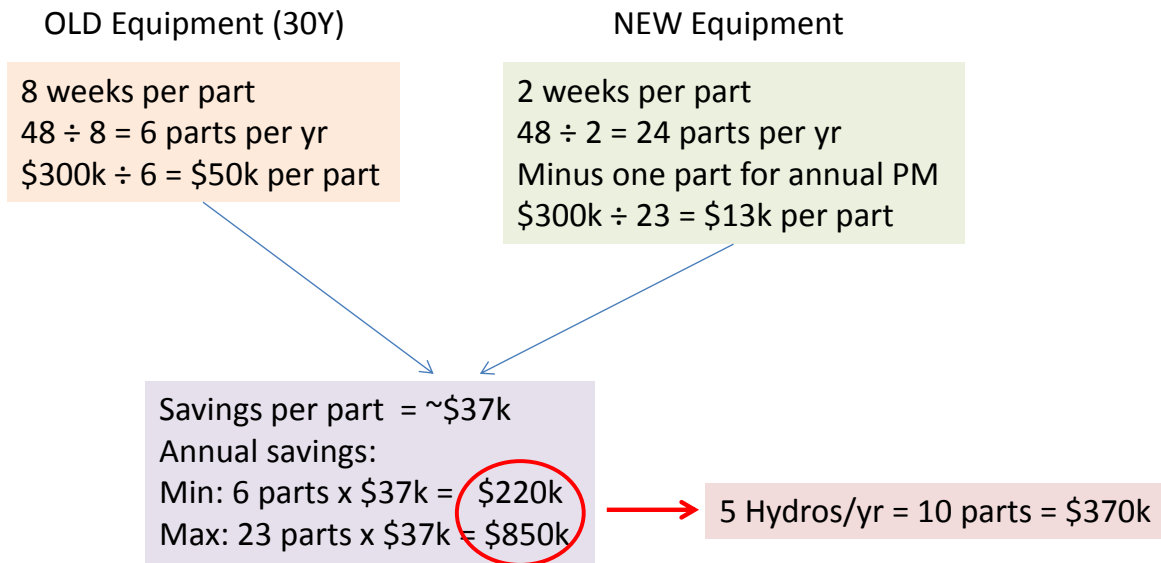 OLD Equipment (30Y)
NEW Equipment
8 weeks per part
48 ÷ 8 = 6 parts per yr
$300k ÷ 6 = $50k per part
2 weeks per part
48 ÷ 2 = 24 parts per yr
Minus one part for annual PM
$300k ÷ 23 = $13k per part
Savings per part = ~$37k
Annual savings:
Min: 6 parts x $37k = $220k
Max: 23 parts x $37k = $850k
5 Hydros/yr = 10 parts = $370k